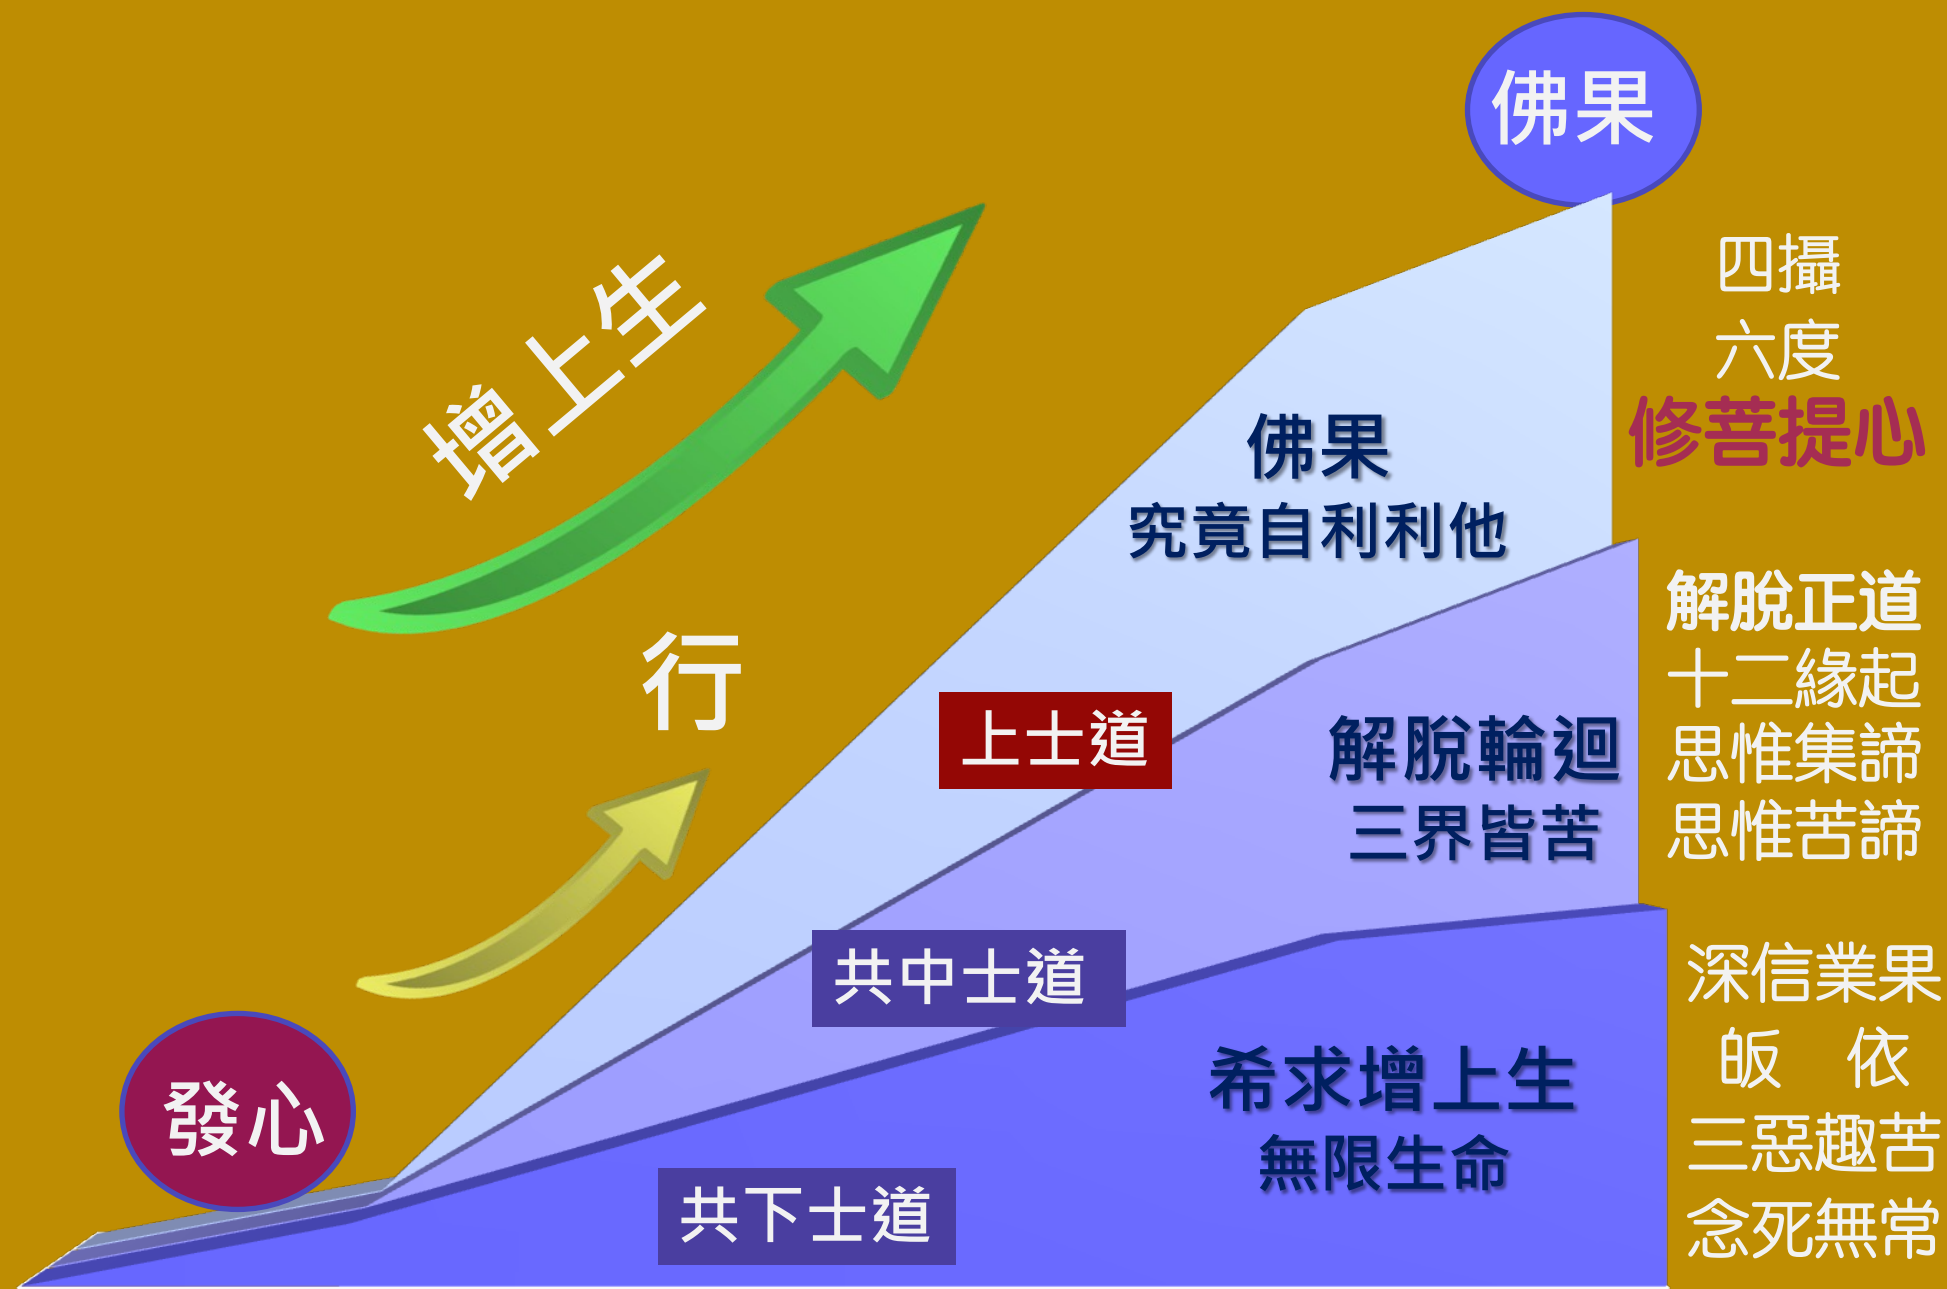 佛果
四攝
六度
修菩提心
增上生
佛果
究竟自利利他
解脫正道
十二緣起
思惟集諦
思惟苦諦
行
上士道
解脫輪迴
三界皆苦
共中士道
深信業果
皈 依
三惡趣苦
念死無常
發心
希求增上生
無限生命
共下士道